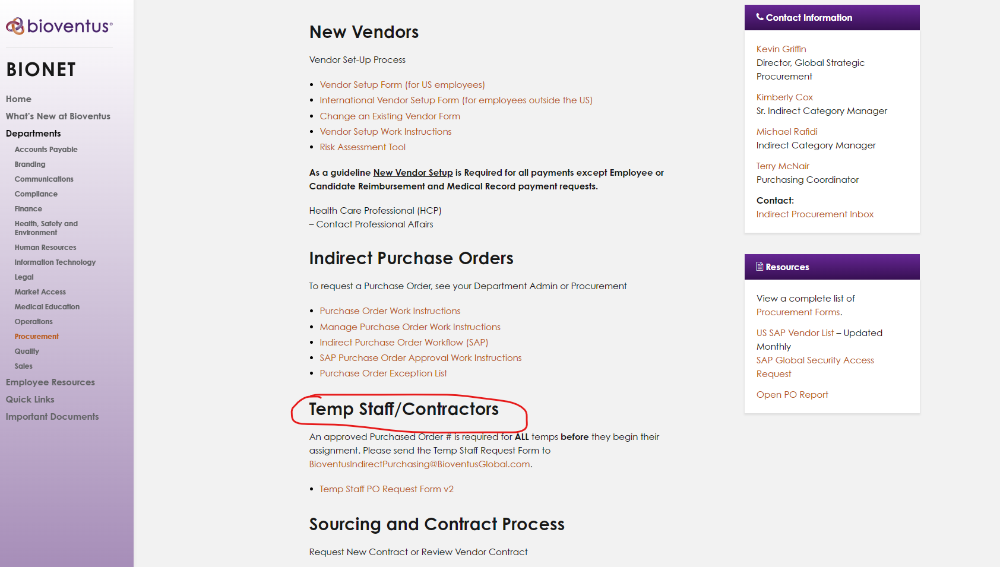 bioventus®
BIONET
Home
What's New at Bioventus
Departments
Accounts Payable
Branding
Communications
Compliance
Finance
Health, Safety and
Environment
Human Resources
Information Technology
Legal
Market Access
Medical Education
Operations
Procurement
Quality
Sales
Employee Resources
Quick Links
Important Documents
New Vendors
Vendor Set-Up Process
• Vendor Setup Form (for US employees)
• International Vendor Setup Form (for employees outside the US)
• Change an Existing Vendor Form
• Vendor Setup Work Instructions
• Risk Assessment Tool
As a guideline New Vendor Setup is Required for all payments except Employee or
Candidate Reimbursement and Medical Record payment requests.
Health Care Professional (HCP)
– Contact Professional Affairs
Indirect Purchase Orders
To request a Purchase Order, see your Department Admin or Procurement
• Purchase Order Work Instructions
• Manage Purchase Order Work Instructions
• Indirect Purchase Order Workflow (SAP)
• SAP Purchase Order Approval Work Instructions
• Purchase Order Exception List
Temp Staff/Contractors
An approved Purchased Order # is required for ALL temps before they begin their
assignment. Please send the Temp Staff Request Form to
BioventusIndirectPurchasing@BioventusGlobal.com.
• Temp Staff PO Request Form v2
Sourcing and Contract Process
Request New Contract or Review Vendor Contract
Contact Information
Kevin Griffin
Director, Global Strategic
Procurement
Kimberly Cox
Sr. Indirect Category Manager
Michael Rafidi
Indirect Category Manager
Terry McNair
Purchasing Coordinator
Contact:
Indirect Procurement Inbox
Resources
View a complete list of
Procurement Forms.
US SAP Vendor List – Updated
Monthly
SAP Global Security Access
Request
Open PO Report